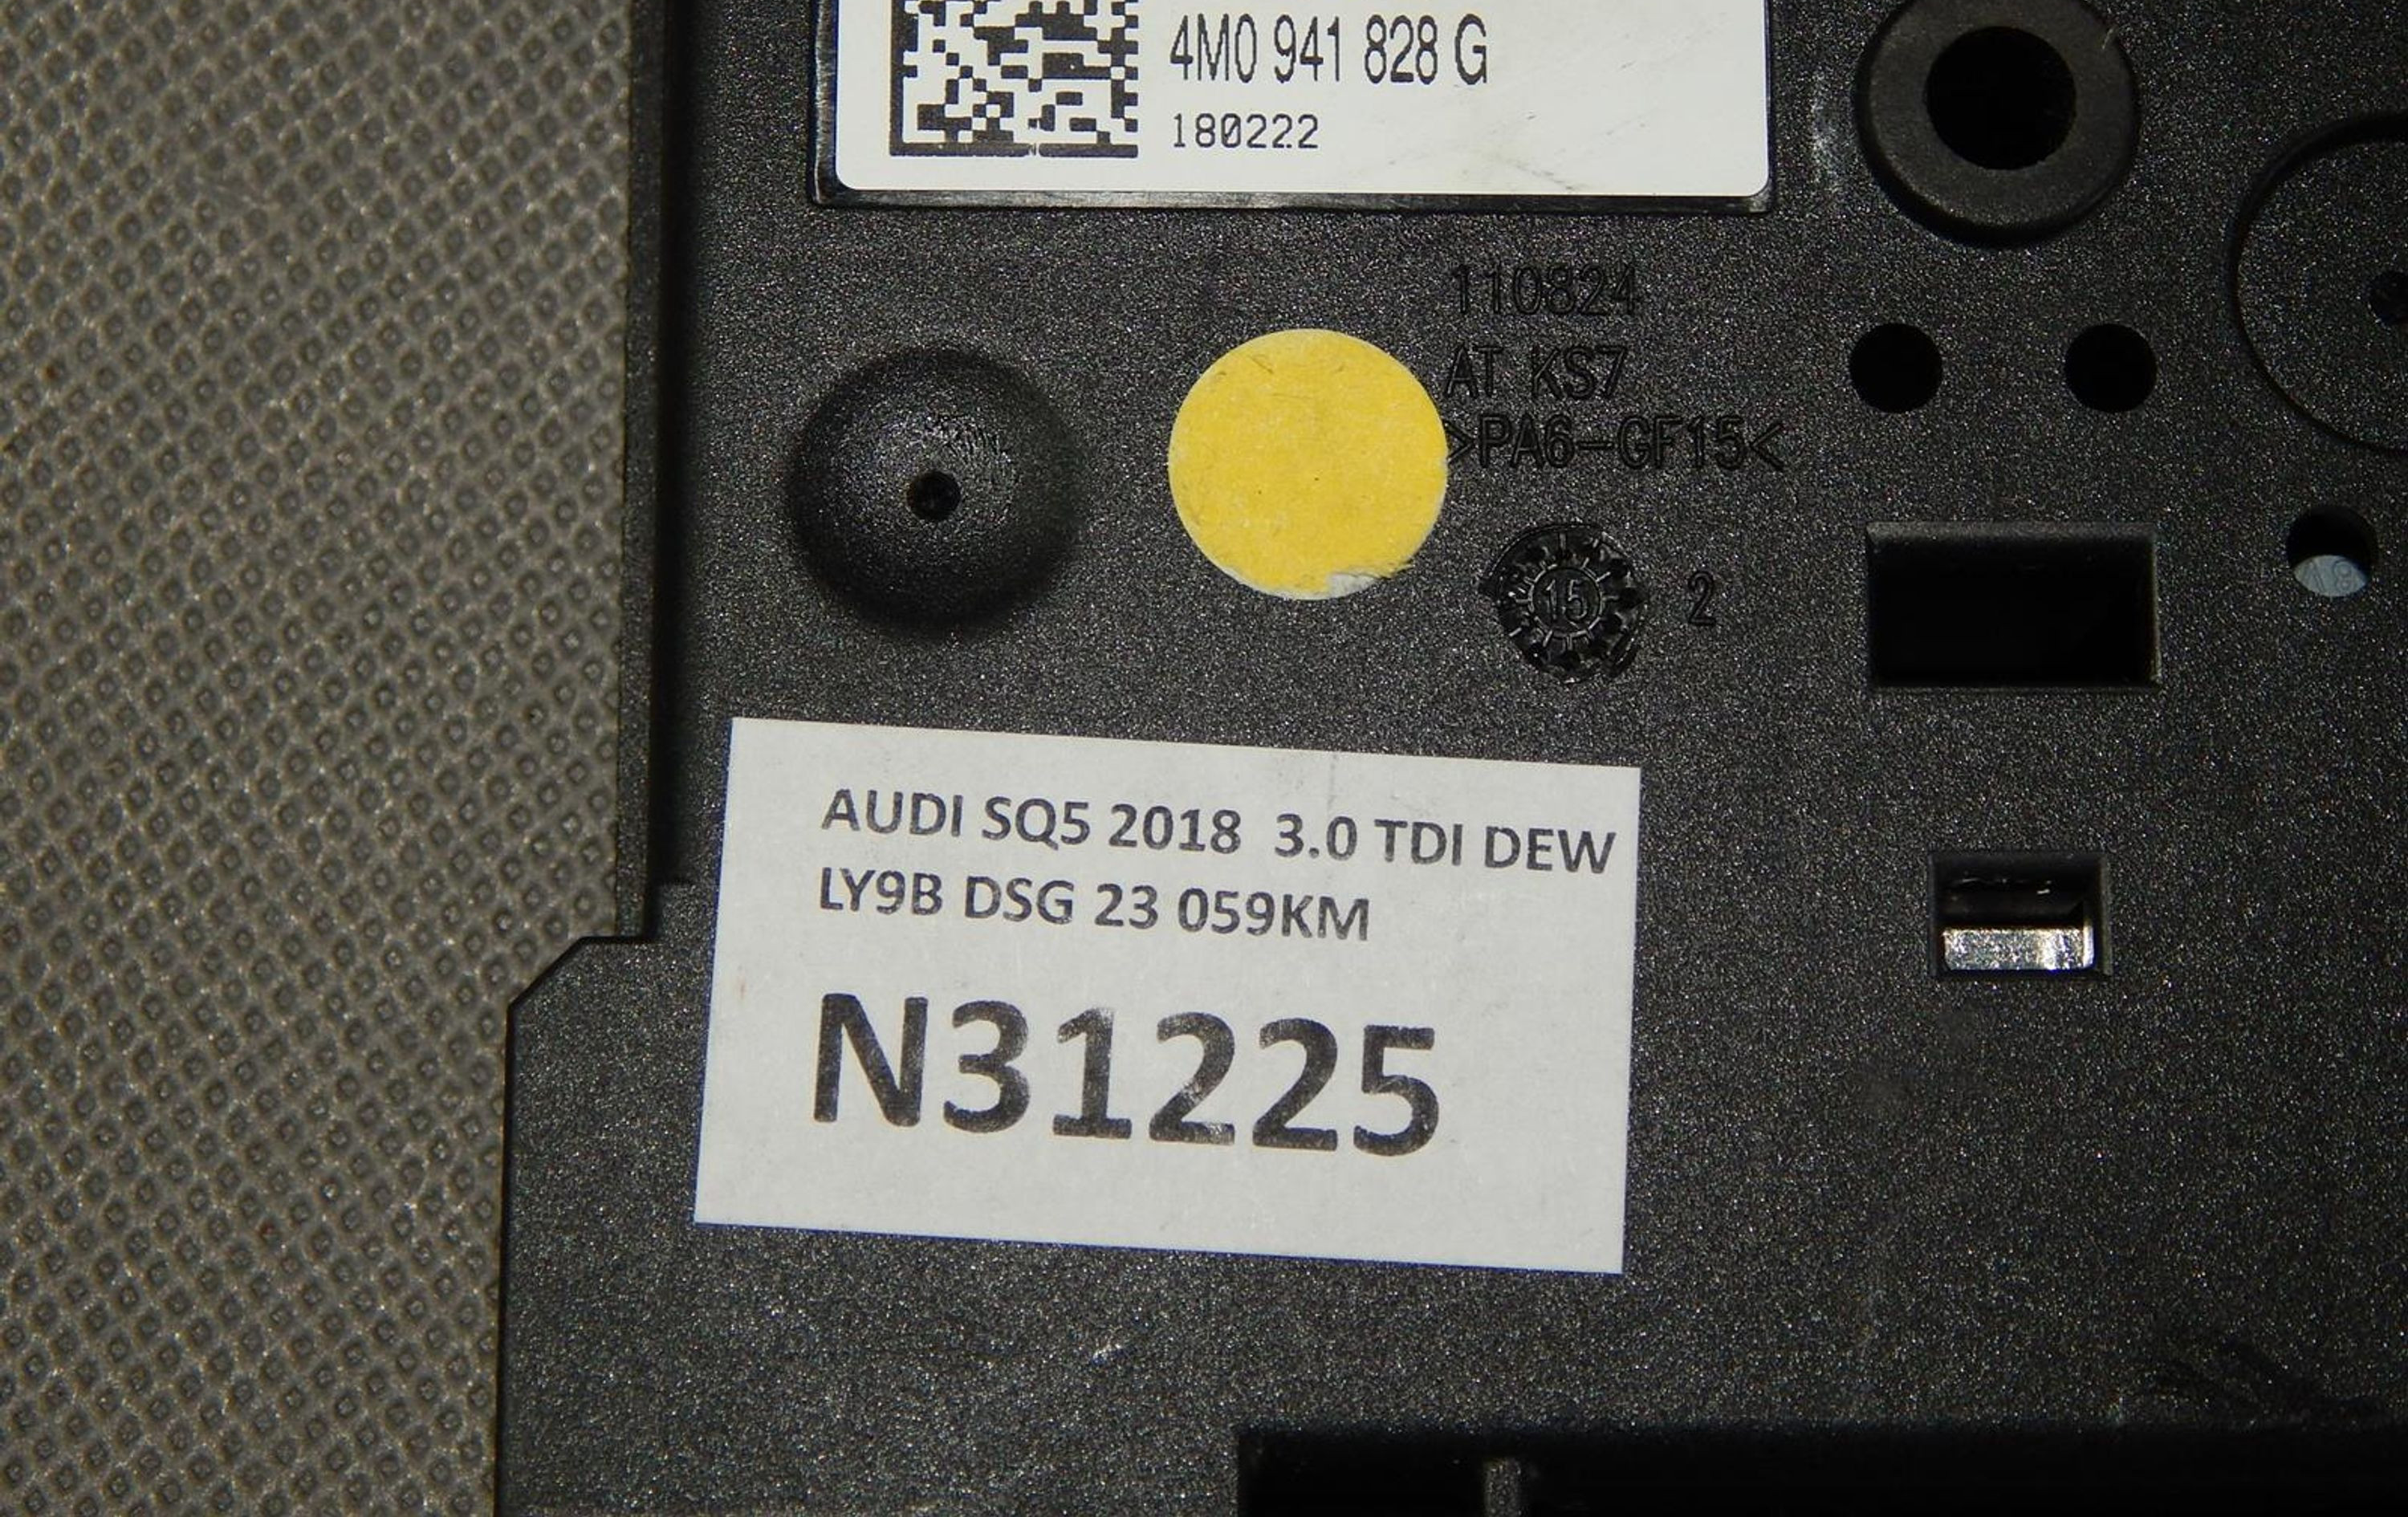 4M0 941 828 G
180222
110824
AT KS7
>PA6-GF15<
15
2
AUDI SQ5 2018 3.0 TDI DEW
LY9B DSG 23 059KM
N31225